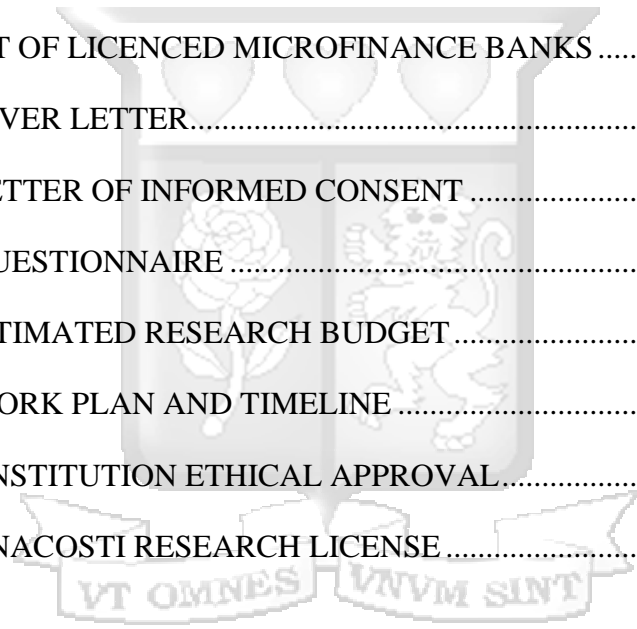 T OF LICENCED MICROFINANCE BANKS .....
VER LETTER..........................................................
ETTER OF INFORMED CONSENT ......................
UESTIONNAIRE .....................................................
TIMATED RESEARCH BUDGET ........................
ORK PLAN AND TIMELINE ...............................
NSTITUTION ETHICAL APPROVAL.................
NACOSTI RESEARCH LICENSE ........................
VT OMNES VNVM SINT